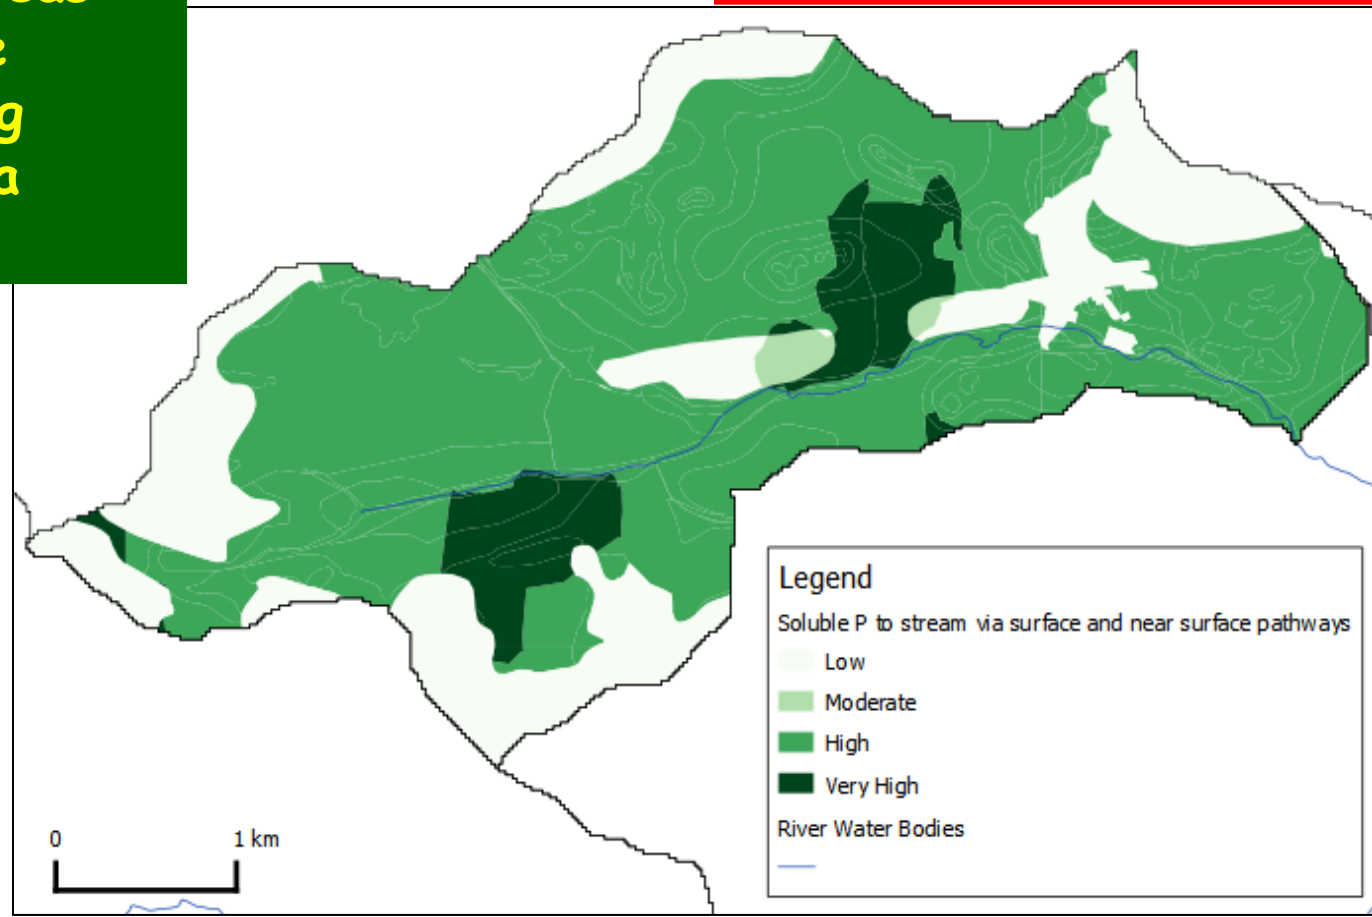 g
a
Legend
Soluble P to stream via surface and near surface pathways
Low
Moderate
High
Very High
River Water Bodies
0 1 km